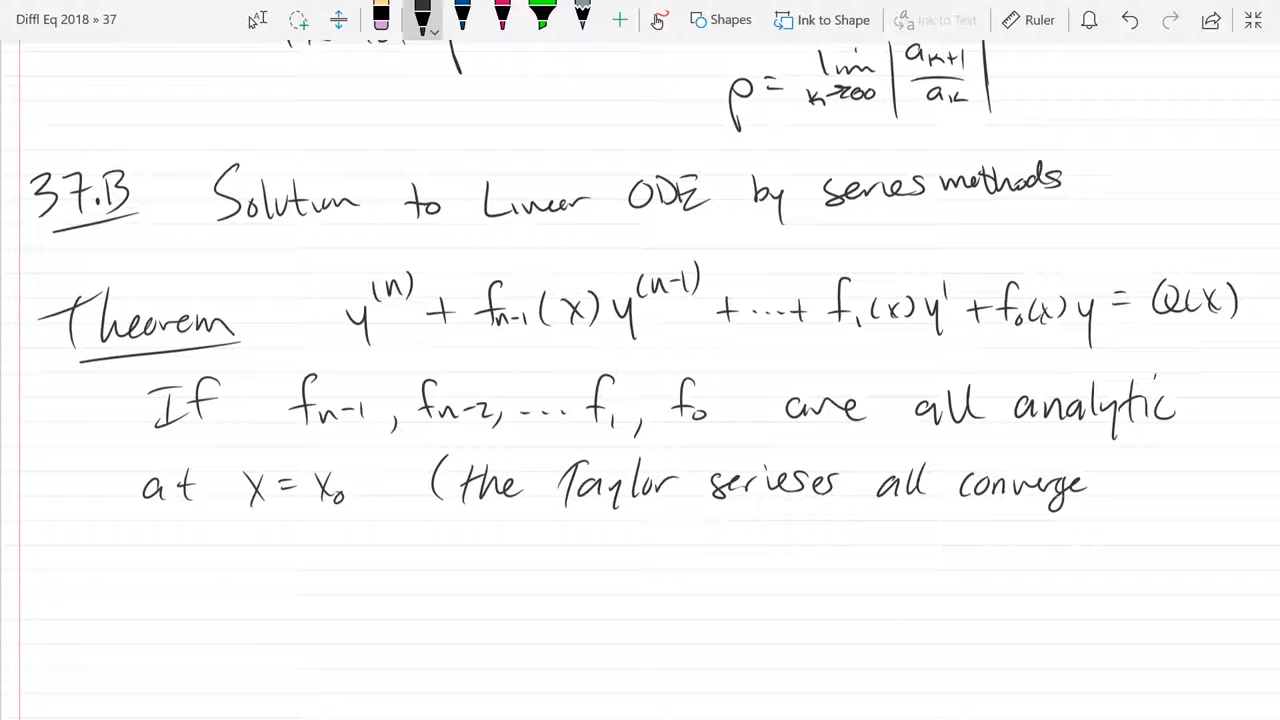 Diffl Eq 2018 » 37
Shapes
Ink to Shape
Ink to Text
Ruler
ρ = lim k→∞ |a_{k+1} / a_k|
37.B Solution to Linear ODE by series methods
Theorem y^(n) + f_{n-1}(x) y^(n-1) + ... + f_1(x) y' + f_0(x) y = Q(x)
If f_{n-1}, f_{n-2}, ... f_1, f_0 are all analytic
at x = x_0 (the Taylor serieses all converge